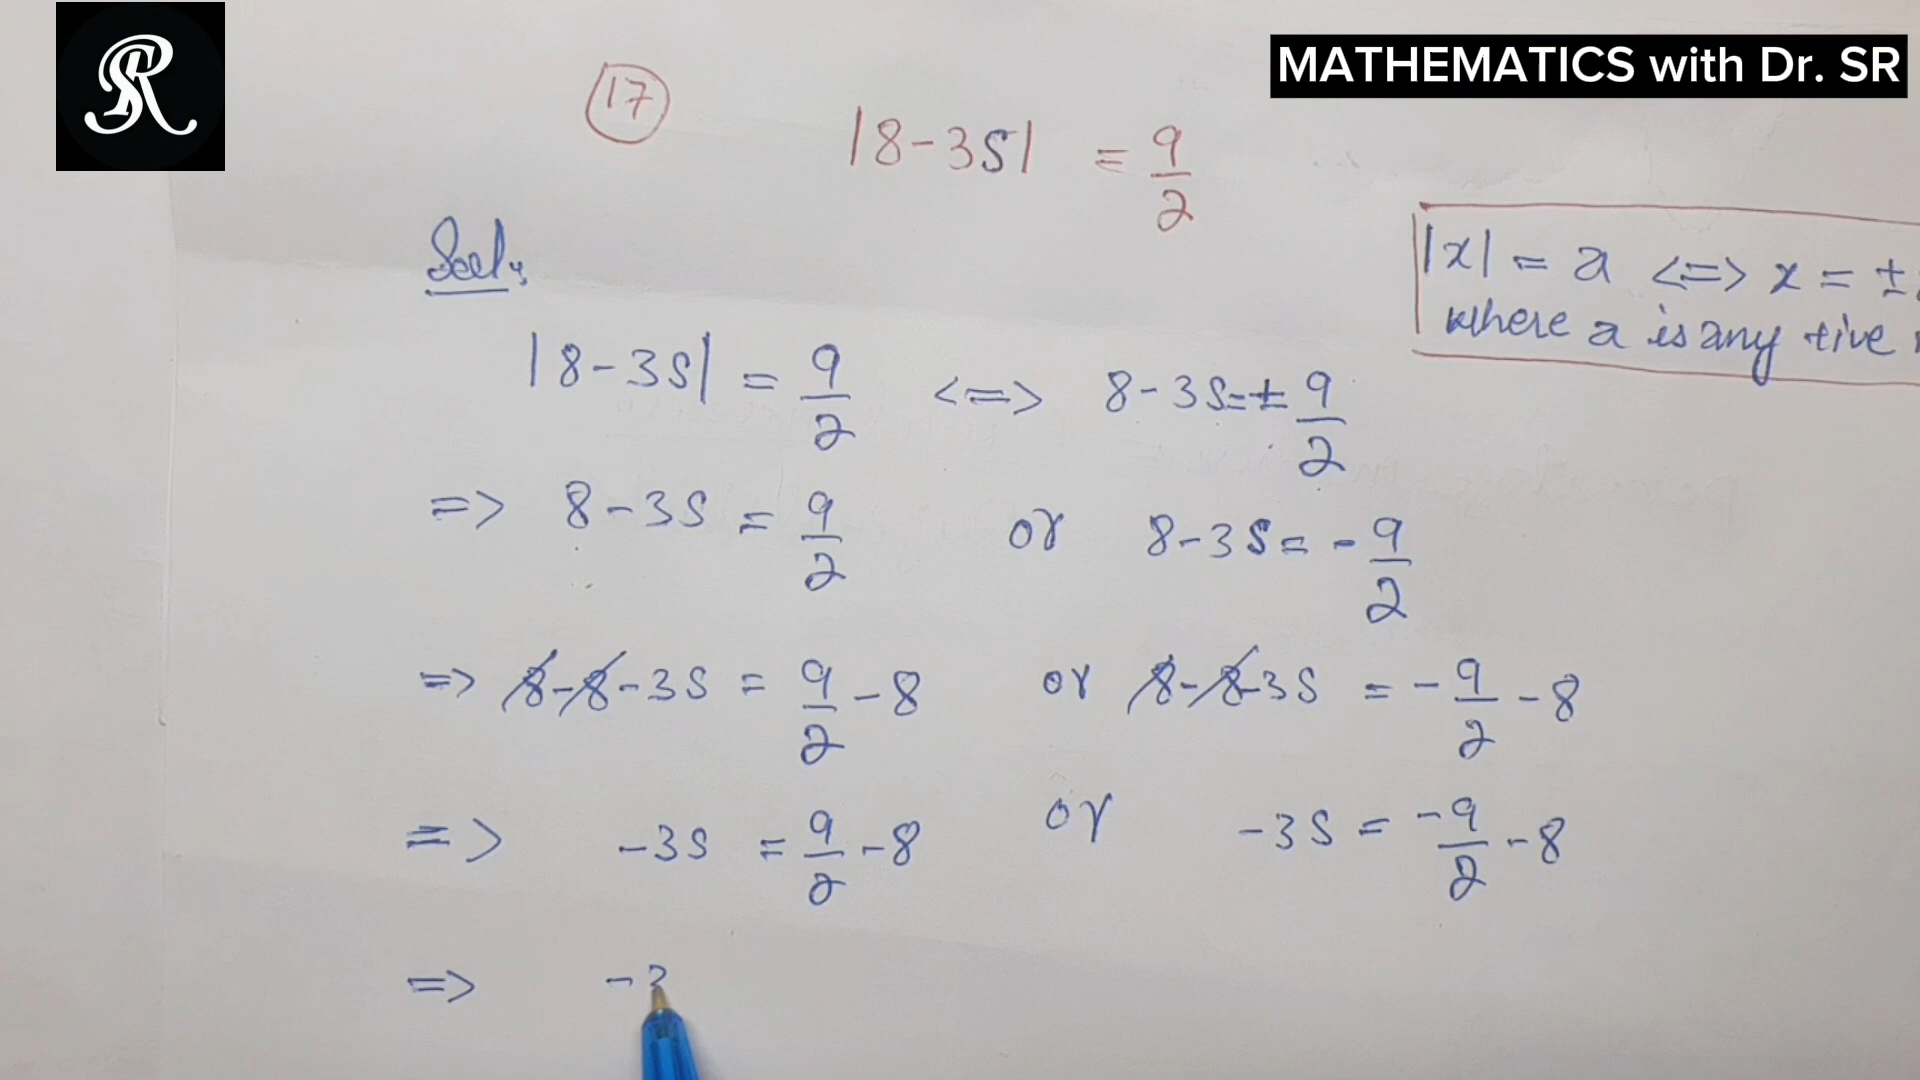 SR
MATHEMATICS with Dr. SR
17
|8-3S| = 9/2
Sol:
|x| = a <=> x = ±
where a is any +ive
|8-3S| = 9/2 <=> 8-3S=± 9/2
=> 8-3S = 9/2 or 8-3S= -9/2
=> 8-8-3S = 9/2 -8 or 8-8-3S = -9/2 -8
=> -3S = 9/2 -8 or -3S = -9/2 -8
=> -3